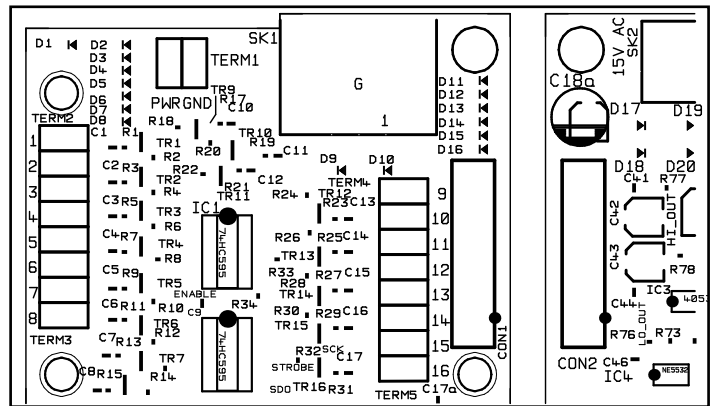 D1
D2
D3
D4
D5
D6
D7
D8
TERM1
PWR GND
SK1
G
1
TERM2
C1
R1
R18
TR9
R17
C10
TR1
R2
R20
TR10
R19
C11
C2
R3
TR2
R4
R22
C12
R21
TR11
C3
R5
TR3
R6
IC1
74HC595
C4
R7
TR4
R8
C5
R9
TR5
ENABLE
R10
C9
R34
C6
R11
TR6
R12
74HC595
C7
R13
TR7
C8
R15
R14
1
2
3
4
5
6
7
8
TERM3
D9
D10
TERM4
R24
TR12
R23
C13
R26
R25
C14
TR13
R33
R27
C15
R28
TR14
R30
R29
C16
TR15
R32
SCK
STROBE
C17
SDO
TR16
R31
9
10
11
12
13
14
15
16
TERM5
C17a
D11
D12
D13
D14
D15
D16
CON1
15V AC
SK2
C18a
D17
D19
D18
D20
C41
R77
C42
HI_OUT
C43
R78
C44
IC3
4053
R76
LO_OUT
R73
CON2
C46
IC4
NE5532